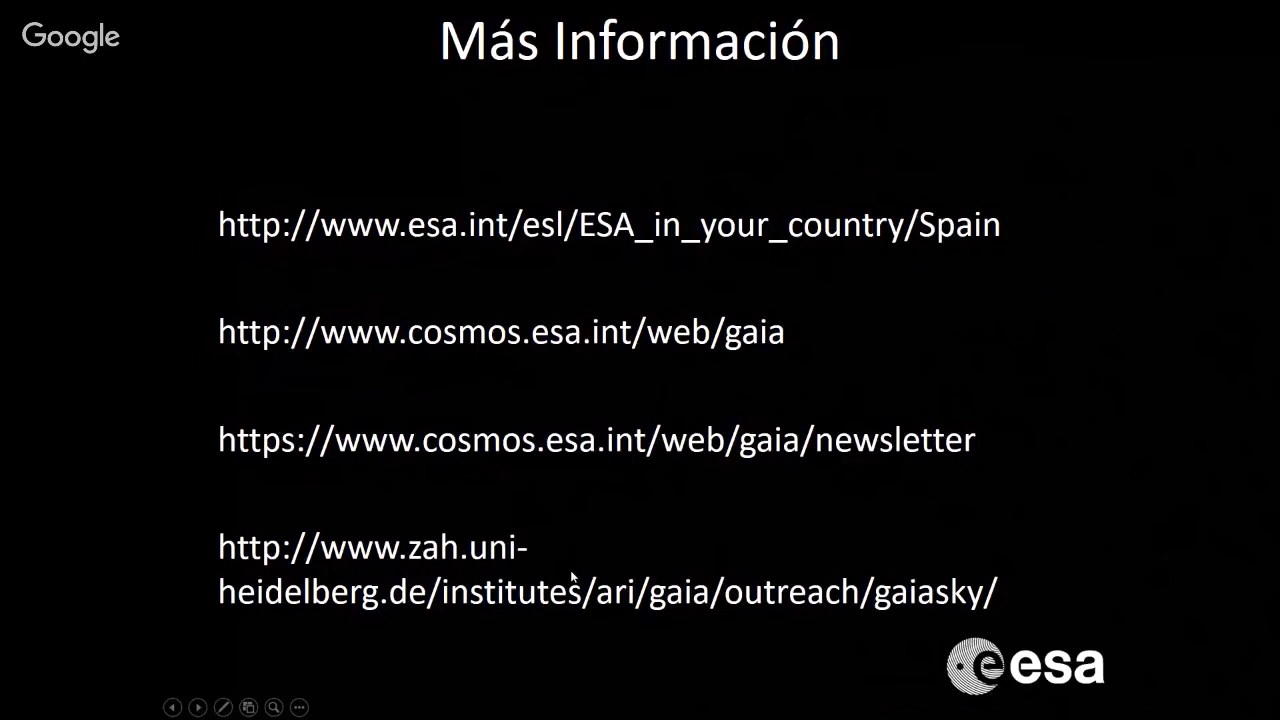 Google
Más Información
http://www.esa.int/esl/ESA_in_your_country/Spain
http://www.cosmos.esa.int/web/gaia
https://www.cosmos.esa.int/web/gaia/newsletter
http://www.zah.uni-
heidelberg.de/institutes/ari/gaia/outreach/gaiasky/
esa